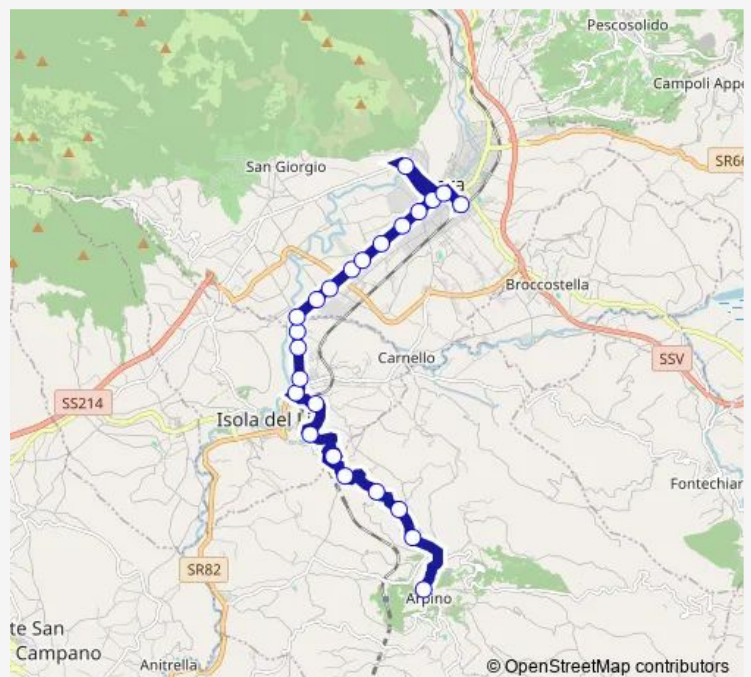 Pescosolido
Campoli Appe
San Giorgio
SR66
Broccostella
SSV
Carnello
SS214
Isola del
Fontechiar
SR82
Arpino
te San
Campano
Anitrella
© OpenStreetMap contributors